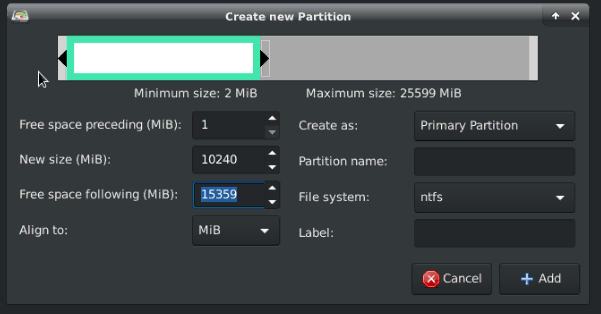 Create new Partition
Minimum size: 2 MiB Maximum size: 25599 MiB
Free space preceding (MiB): 1 Create as: Primary Partition
New size (MiB): 10240 Partition name:
Free space following (MiB): 15359 File system: ntfs
Align to: MiB Label:
Cancel Add